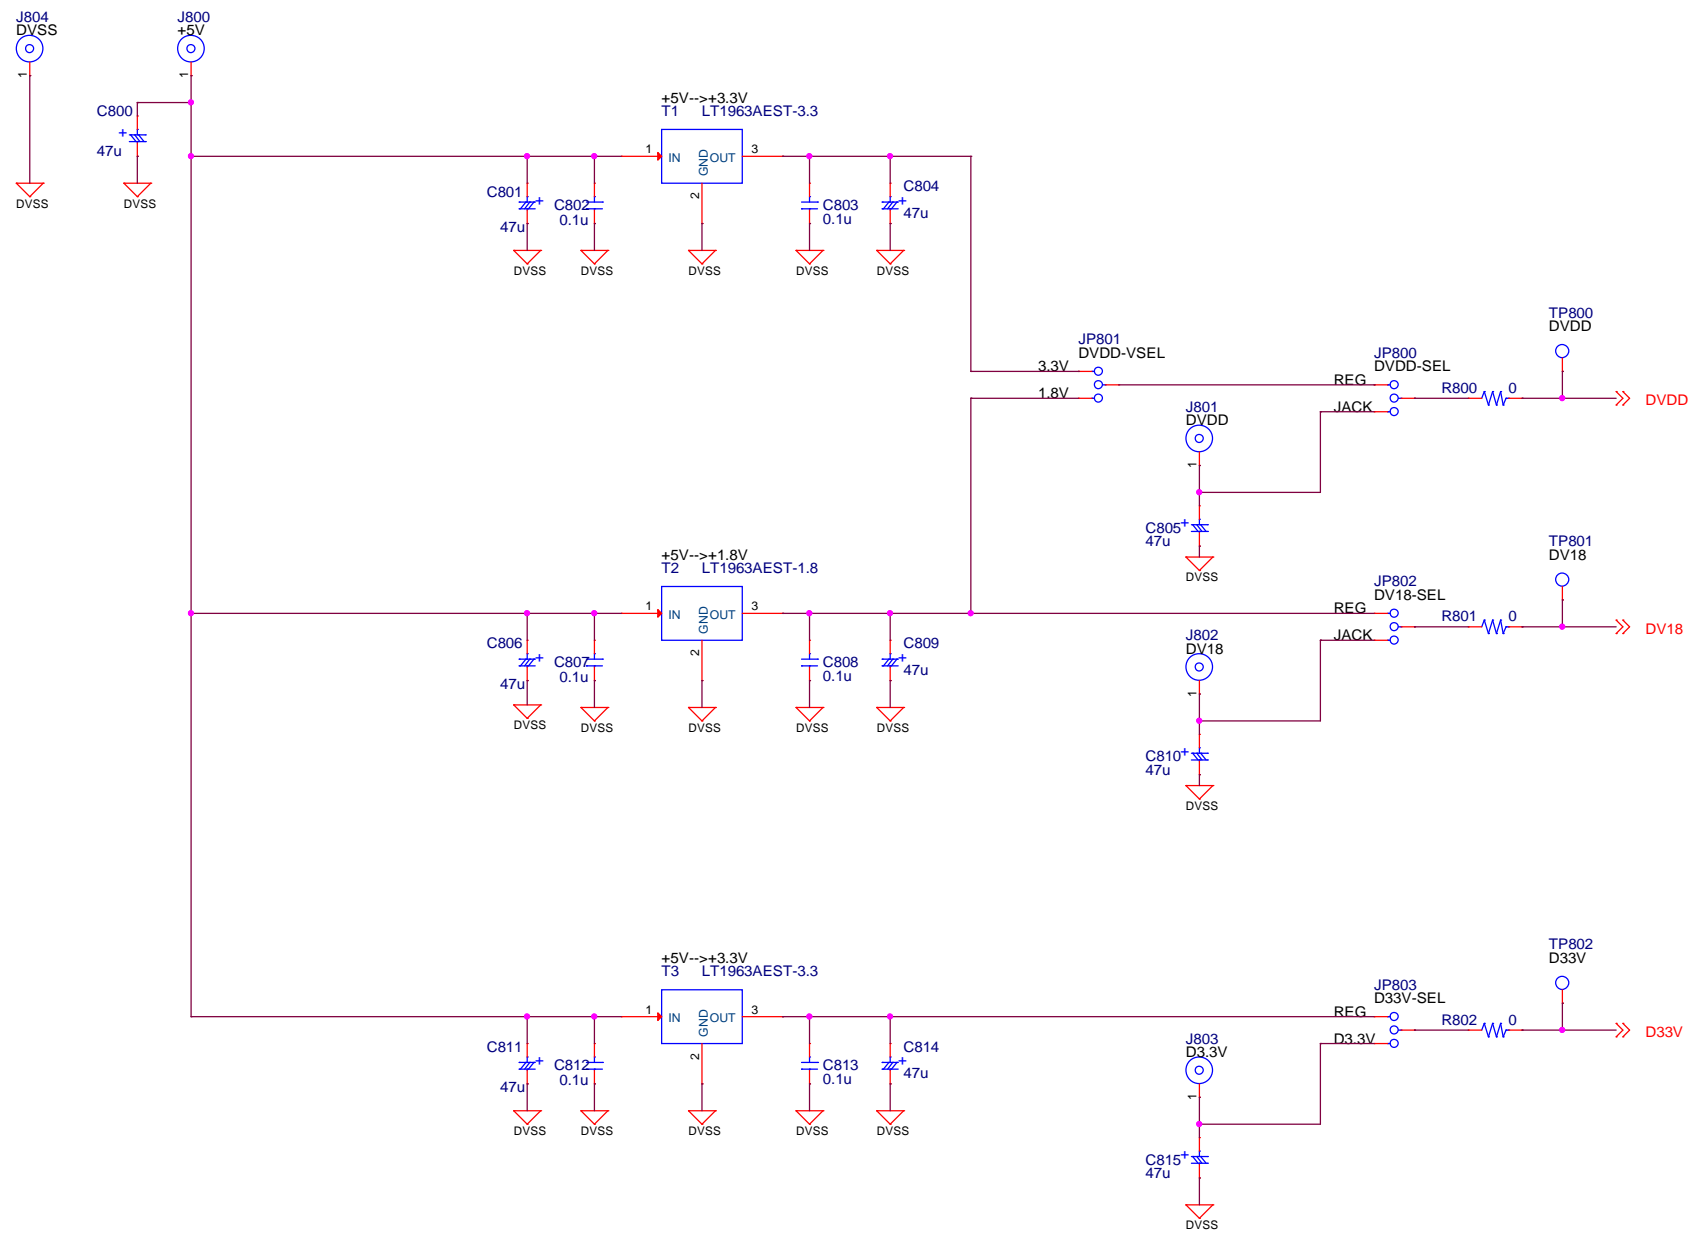 J804
DVSS
1
DVSS
J800
+5V
1
C800
+
47u
DVSS
+5V-->+3.3V
T1 LT1963AEST-3.3
1 IN GND OUT 3
2
DVSS
C801
+
47u
DVSS
C802
0.1u
DVSS
C803
0.1u
DVSS
C804
+
47u
DVSS
JP801
DVDD-VSEL
3.3V
1.8V
JP800
DVDD-SEL
REG
JACK
R800 0
TP800
DVDD
DVDD
J801
DVDD
1
C805
+
47u
DVSS
+5V-->+1.8V
T2 LT1963AEST-1.8
1 IN GND OUT 3
2
DVSS
C806
+
47u
DVSS
C807
0.1u
DVSS
C808
0.1u
DVSS
C809
+
47u
DVSS
JP802
DV18-SEL
REG
JACK
R801 0
TP801
DV18
DV18
J802
DV18
1
C810
+
47u
DVSS
+5V-->+3.3V
T3 LT1963AEST-3.3
1 IN GND OUT 3
2
DVSS
C811
+
47u
DVSS
C812
0.1u
DVSS
C813
0.1u
DVSS
C814
+
47u
DVSS
JP803
D33V-SEL
REG
D3.3V
R802 0
TP802
D33V
D33V
J803
D3.3V
1
C815
+
47u
DVSS